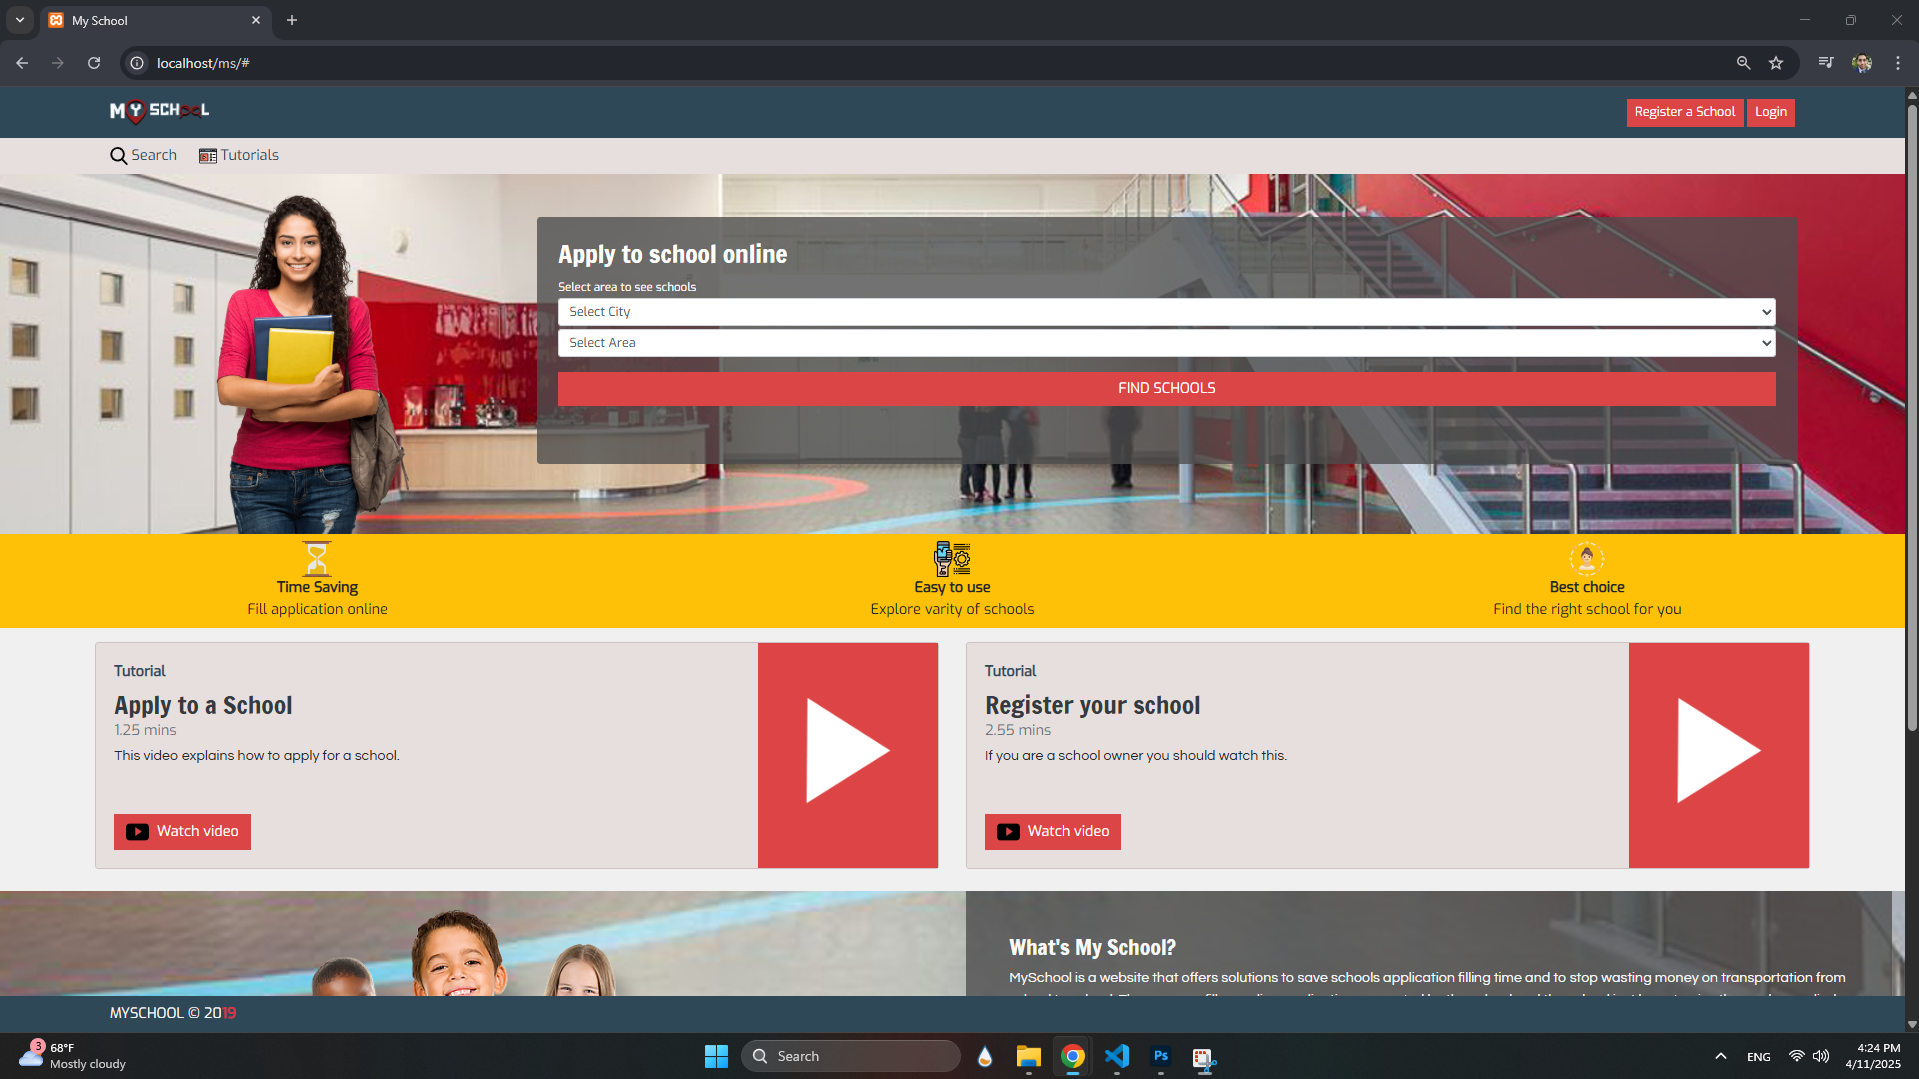 My School
localhost/ms/#
MY SCHOOL
Register a School
Login
Search
Tutorials
Apply to school online
Select area to see schools
Select City
Select Area
FIND SCHOOLS
Time Saving
Fill application online
Easy to use
Explore varity of schools
Best choice
Find the right school for you
Tutorial
Apply to a School
1.25 mins
This video explains how to apply for a school.
Watch video
Tutorial
Register your school
2.55 mins
If you are a school owner you should watch this.
Watch video
What's My School?
MySchool is a website that offers solutions to save schools application filling time and to stop wasting money on transportation from
MYSCHOOL © 2019
3
68°F
Mostly cloudy
Search
Ps
ENG
4:24 PM
4/11/2025